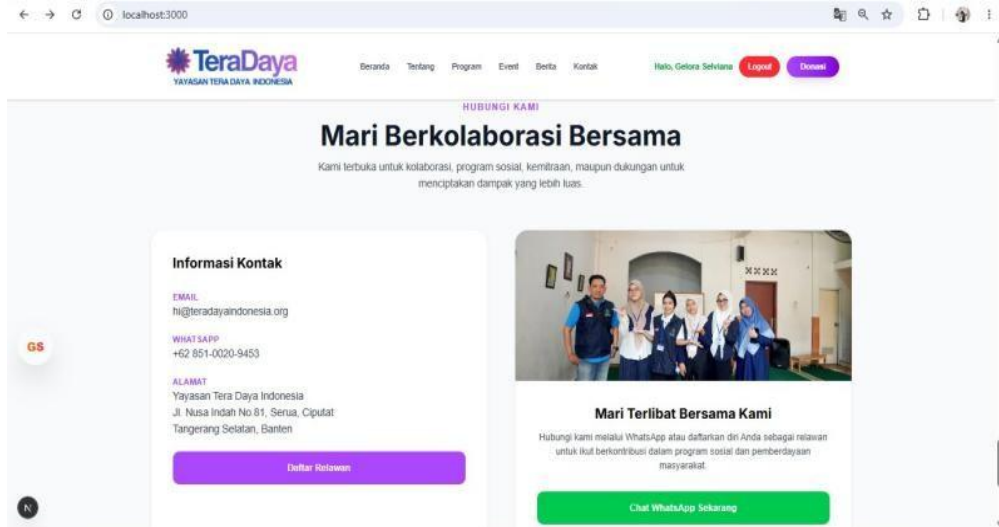 localhost:3000
TeraDaya
YAYASAN TERA DAYA INDONESIA
Beranda Tentang Program Event Berita Kontak Halo, Gelora Selviana Logout Donasi
HUBUNGI KAMI
Mari Berkolaborasi Bersama
Kami terbuka untuk kolaborasi, program sosial, kemitraan, maupun dukungan untuk
menciptakan dampak yang lebih luas.
Informasi Kontak
EMAIL
hi@teradayaindonesia.org
WHATSAPP
+62 851-0020-9453
ALAMAT
Yayasan Tera Daya Indonesia
Jl. Nusa Indah No.81, Serua, Ciputat
Tangerang Selatan, Banten
Daftar Relawan
Mari Terlibat Bersama Kami
Hubungi kami melalui WhatsApp atau daftarkan diri Anda sebagai relawan
untuk ikut berkontribusi dalam program sosial dan pemberdayaan
masyarakat.
Chat WhatsApp Sekarang
GS
N